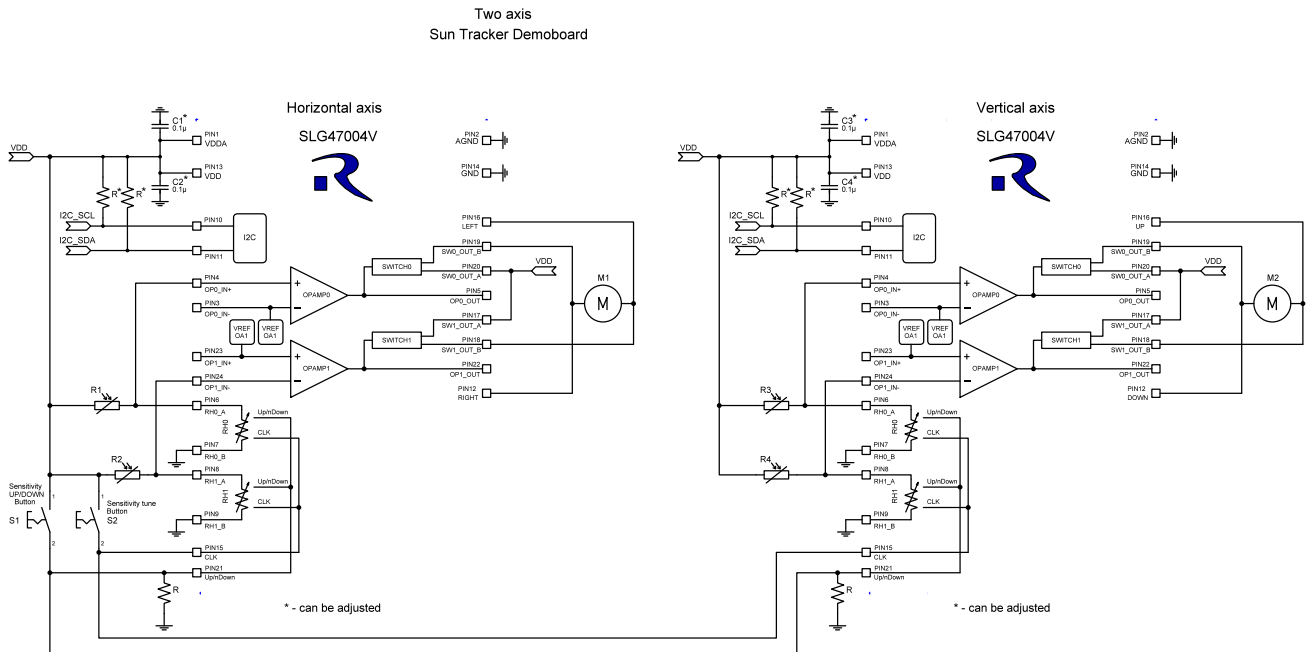 Two axis
Sun Tracker Demoboard
Horizontal axis
SLG47004V
VDD
C1*
0.1µ
PIN1
VDDA
PIN13
VDD
C2*
0.1µ
R*
R*
I2C_SCL
I2C_SDA
PIN10
PIN11
I2C
PIN2
AGND
PIN14
GND
PIN16
LEFT
PIN19
SW0_OUT_B
PIN20
SW0_OUT_A
VDD
PIN5
OP0_OUT
PIN17
SW1_OUT_A
PIN18
SW1_OUT_B
PIN22
OP1_OUT
PIN12
RIGHT
M1
M
SWITCH0
SWITCH1
PIN4
OP0_IN+
PIN3
OP0_IN-
OPAMP0
VREF
OA1
VREF
OA1
PIN23
OP1_IN+
PIN24
OP1_IN-
OPAMP1
R1
PIN6
RH0_A
RH0
Up/nDown
CLK
PIN7
RH0_B
R2
PIN8
RH1_A
RH1
Up/nDown
CLK
PIN9
RH1_B
Sensitivity
UP/DOWN
Button
S1
1
2
Sensitivity tune
Button
S2
1
2
PIN15
CLK
PIN21
Up/nDown
R
* - can be adjusted
Vertical axis
SLG47004V
VDD
C3*
0.1µ
PIN1
VDDA
PIN13
VDD
C4*
0.1µ
R*
R*
I2C_SCL
I2C_SDA
PIN10
PIN11
I2C
PIN2
AGND
PIN14
GND
PIN16
UP
PIN19
SW0_OUT_B
PIN20
SW0_OUT_A
VDD
PIN5
OP0_OUT
PIN17
SW1_OUT_A
PIN18
SW1_OUT_B
PIN22
OP1_OUT
PIN12
DOWN
M2
M
SWITCH0
SWITCH1
PIN4
OP0_IN+
PIN3
OP0_IN-
OPAMP0
VREF
OA1
VREF
OA1
PIN23
OP1_IN+
PIN24
OP1_IN-
OPAMP1
R3
PIN6
RH0_A
RH0
Up/nDown
CLK
PIN7
RH0_B
R4
PIN8
RH1_A
RH1
Up/nDown
CLK
PIN9
RH1_B
PIN15
CLK
PIN21
Up/nDown
R
* - can be adjusted